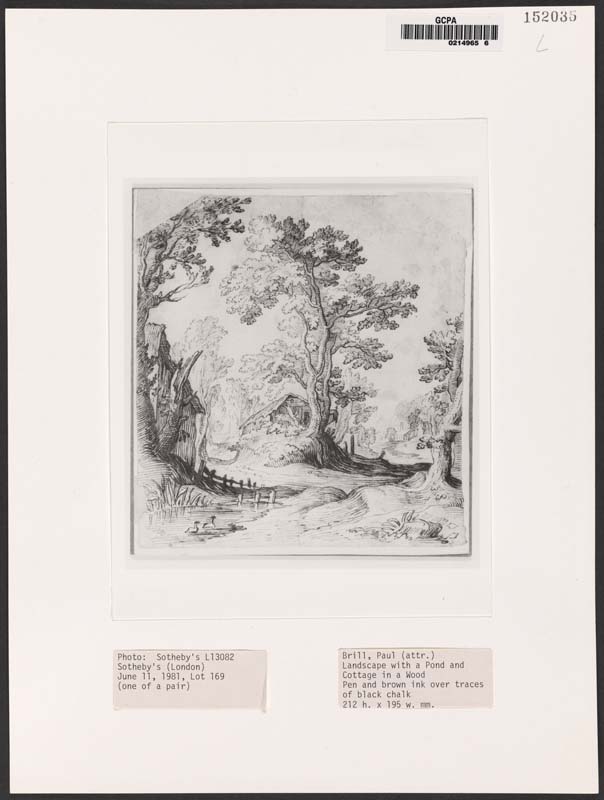 GCPA
0214965 6
152035
L
Photo: Sotheby's L13082
Sotheby's (London)
June 11, 1981, Lot 169
(one of a pair)
Brill, Paul (attr.)
Landscape with a Pond and
Cottage in a Wood
Pen and brown ink over traces
of black chalk
212 h. x 195 w. mm.